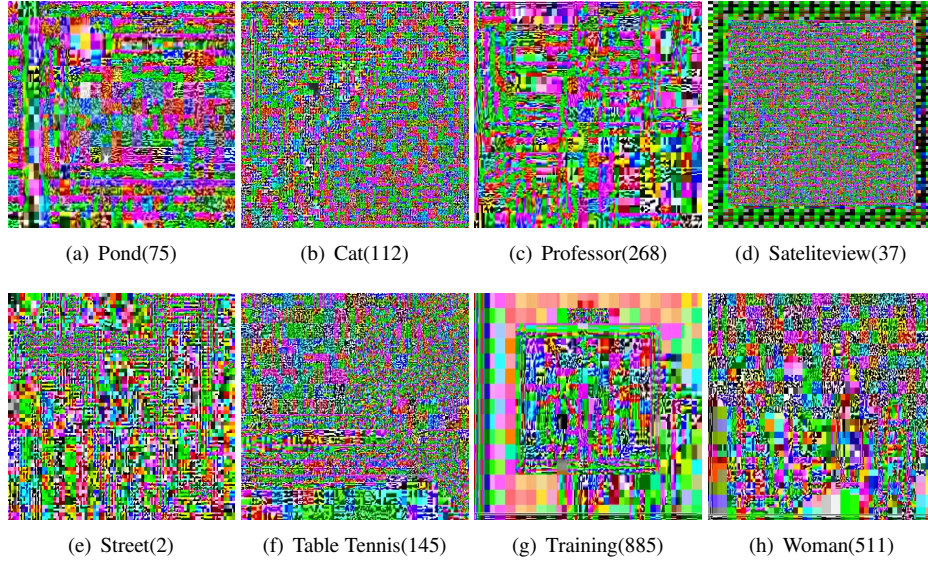 (a) Pond(75)
(b) Cat(112)
(c) Professor(268)
(d) Sateliteview(37)
(e) Street(2)
(f) Table Tennis(145)
(g) Training(885)
(h) Woman(511)